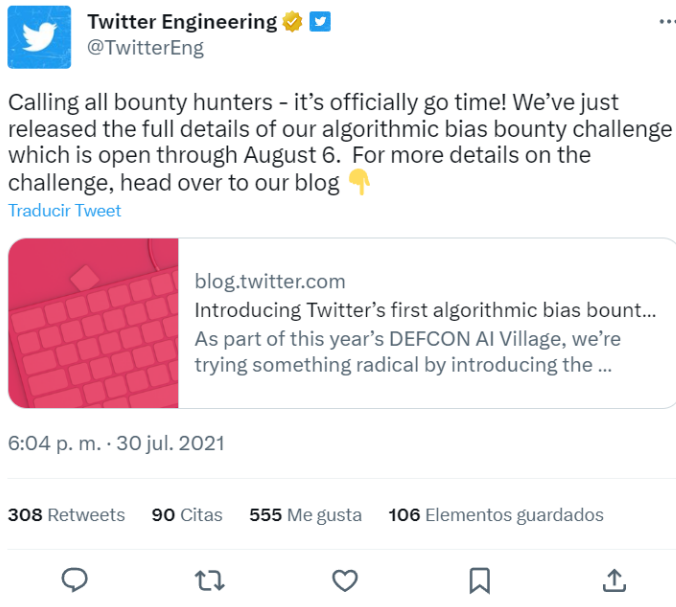 Twitter Engineering
@TwitterEng
Calling all bounty hunters - it’s officially go time! We’ve just
released the full details of our algorithmic bias bounty challenge
which is open through August 6.  For more details on the
challenge, head over to our blog 👇
Traducir Tweet
blog.twitter.com
Introducing Twitter’s first algorithmic bias bount...
As part of this year’s DEFCON AI Village, we’re
trying something radical by introducing the ...
6:04 p. m. · 30 jul. 2021
308 Retweets 90 Citas 555 Me gusta 106 Elementos guardados